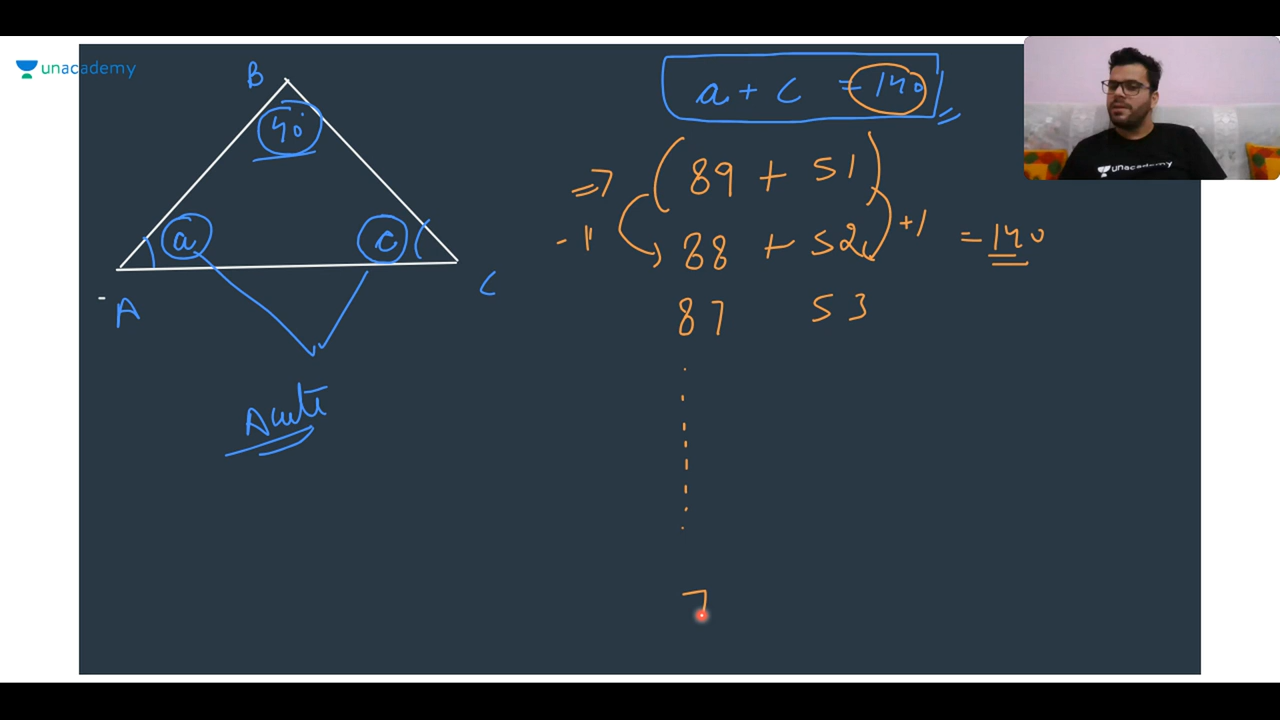 unacademy
B
40°
a
c
A
C
Acute
a + c = 140
⇒ (89 + 51)
-1 88 + 52 +1 = 140
87 53
7
unacademy